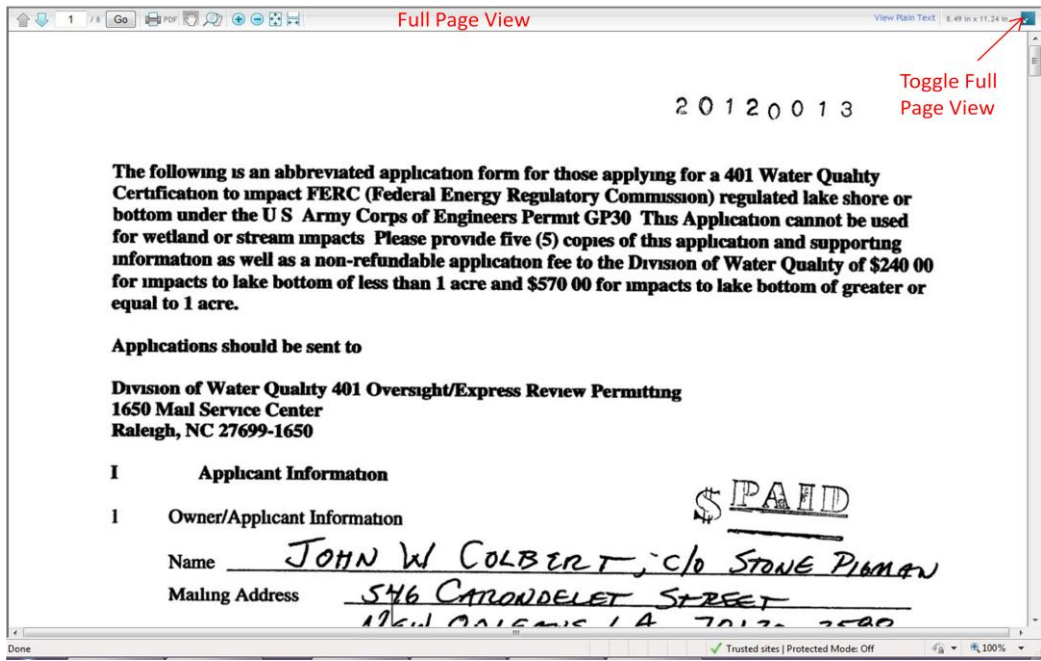 1 / 8 Go PDF Full Page View View Plain Text 8.49 in x 11.24 in
Toggle Full
Page View
20120013
The following is an abbreviated application form for those applying for a 401 Water Quality
Certification to impact FERC (Federal Energy Regulatory Commission) regulated lake shore or
bottom under the U S Army Corps of Engineers Permit GP30 This Application cannot be used
for wetland or stream impacts Please provide five (5) copies of this application and supporting
information as well as a non-refundable application fee to the Division of Water Quality of $240 00
for impacts to lake bottom of less than 1 acre and $570 00 for impacts to lake bottom of greater or
equal to 1 acre.
Applications should be sent to
Division of Water Quality 401 Oversight/Express Review Permitting
1650 Mail Service Center
Raleigh, NC 27699-1650
I Applicant Information
$ PAID
1 Owner/Applicant Information
Name JOHN W COLBERT, c/o STONE PIGMAN
Mailing Address 546 CARONDELET STREET
NEW ORLEANS LA 70130
Done Trusted sites | Protected Mode: Off 100%